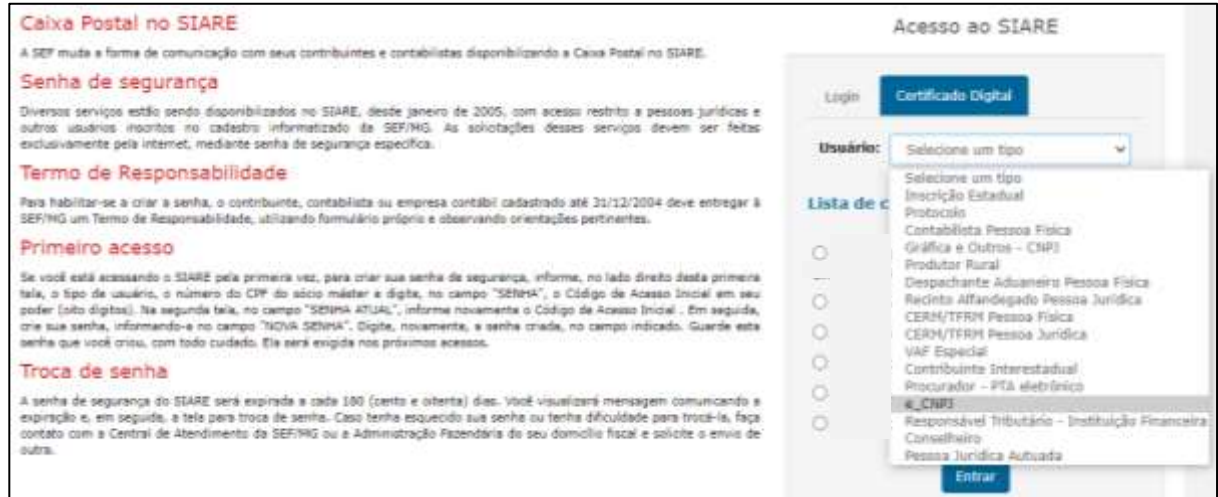 Caixa Postal no SIARE
A SEF muda a forma de comunicação com seus contribuintes e contabilistas disponibilizando a Caixa Postal no SIARE.
Senha de segurança
Diversos serviços estão sendo disponibilizados no SIARE, desde janeiro de 2005, com acesso restrito a pessoas jurídicas e
outros usuários inscritos no cadastro informatizado da SEF/MG. As solicitações desses serviços devem ser feitas
exclusivamente pela internet, mediante senha de segurança específica.
Termo de Responsabilidade
Para habilitar-se a criar a senha, o contribuinte, contabilista ou empresa contábil cadastrado até 31/12/2004 deve entregar à
SEF/MG um Termo de Responsabilidade, utilizando formulário próprio e observando orientações pertinentes.
Primeiro acesso
Se você está acessando o SIARE pela primeira vez, para criar sua senha de segurança, informe, no lado direito desta primeira
tela, o tipo de usuário, o número do CPF do sócio máster e digite, no campo "SENHA", o Código de Acesso Inicial em seu
poder (oito dígitos). Na segunda tela, no campo "SENHA ATUAL", informe novamente o Código de Acesso Inicial . Em seguida,
crie sua senha, informando-a no campo "NOVA SENHA". Digite, novamente, a senha criada, no campo indicado. Guarde esta
senha que você criou, com todo cuidado. Ela será exigida nos próximos acessos.
Troca de senha
A senha de segurança do SIARE será expirada a cada 180 (cento e oitenta) dias. Você visualizará mensagem comunicando a
expiração e, em seguida, a tela para troca de senha. Caso tenha esquecido sua senha ou tenha dificuldade para trocá-la, faça
contato com a Central de Atendimento da SEF/MG ou a Administração Fazendária do seu domicílio fiscal e solicite o envio de
outra.
Acesso ao SIARE
Login Certificado Digital
Usuário: Selecione um tipo
Lista de c
Selecione um tipo
Inscrição Estadual
Protocolo
Contabilista Pessoa Física
Gráfica e Outros - CNPJ
Produtor Rural
Despachante Aduaneiro Pessoa Física
Recinto Alfandegado Pessoa Jurídica
CERM/TFRM Pessoa Física
CERM/TFRM Pessoa Jurídica
VAF Especial
Contribuinte Interestadual
Procurador - PTA eletrônico
e_CNPJ
Responsável Tributário - Instituição Financeira
Conselheiro
Pessoa Jurídica Autuada
Entrar